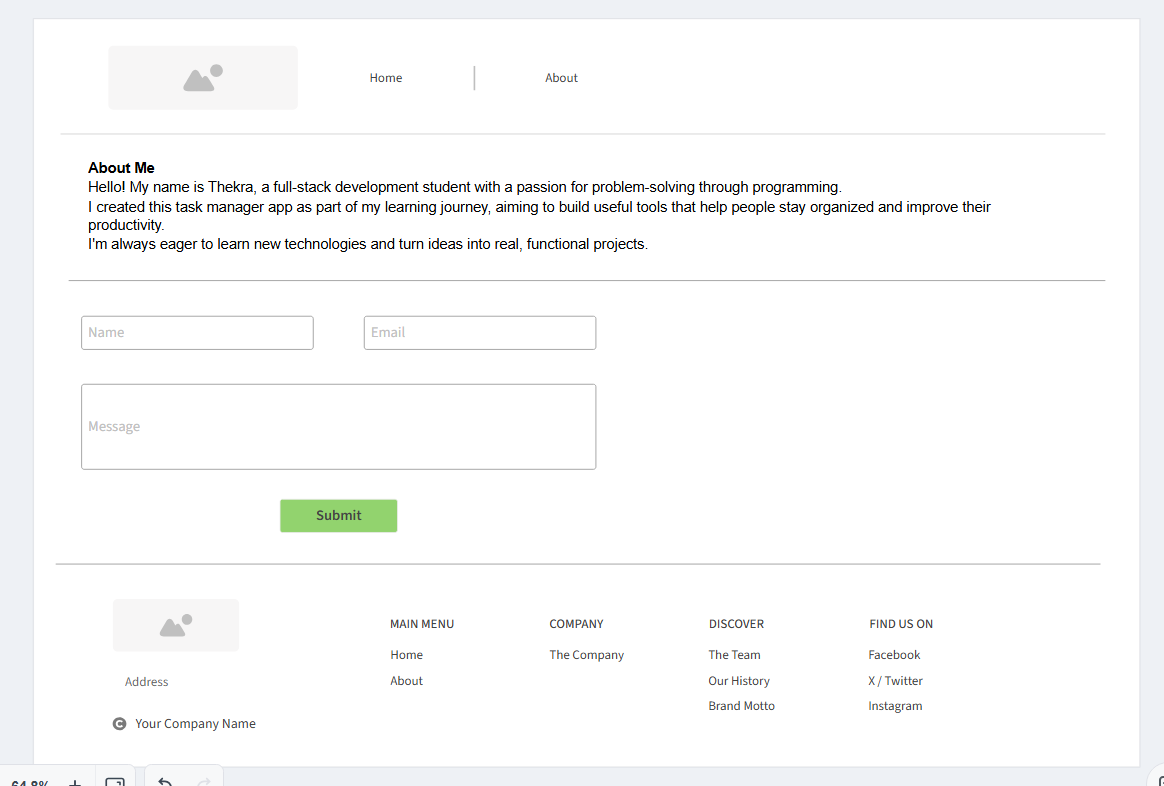 Home
About
About Me
Hello! My name is Thekra, a full-stack development student with a passion for problem-solving through programming.
I created this task manager app as part of my learning journey, aiming to build useful tools that help people stay organized and improve their
productivity.
I'm always eager to learn new technologies and turn ideas into real, functional projects.
Name
Email
Message
Submit
Address
C Your Company Name
MAIN MENU
Home
About
COMPANY
The Company
DISCOVER
The Team
Our History
Brand Motto
FIND US ON
Facebook
X / Twitter
Instagram
64.8%